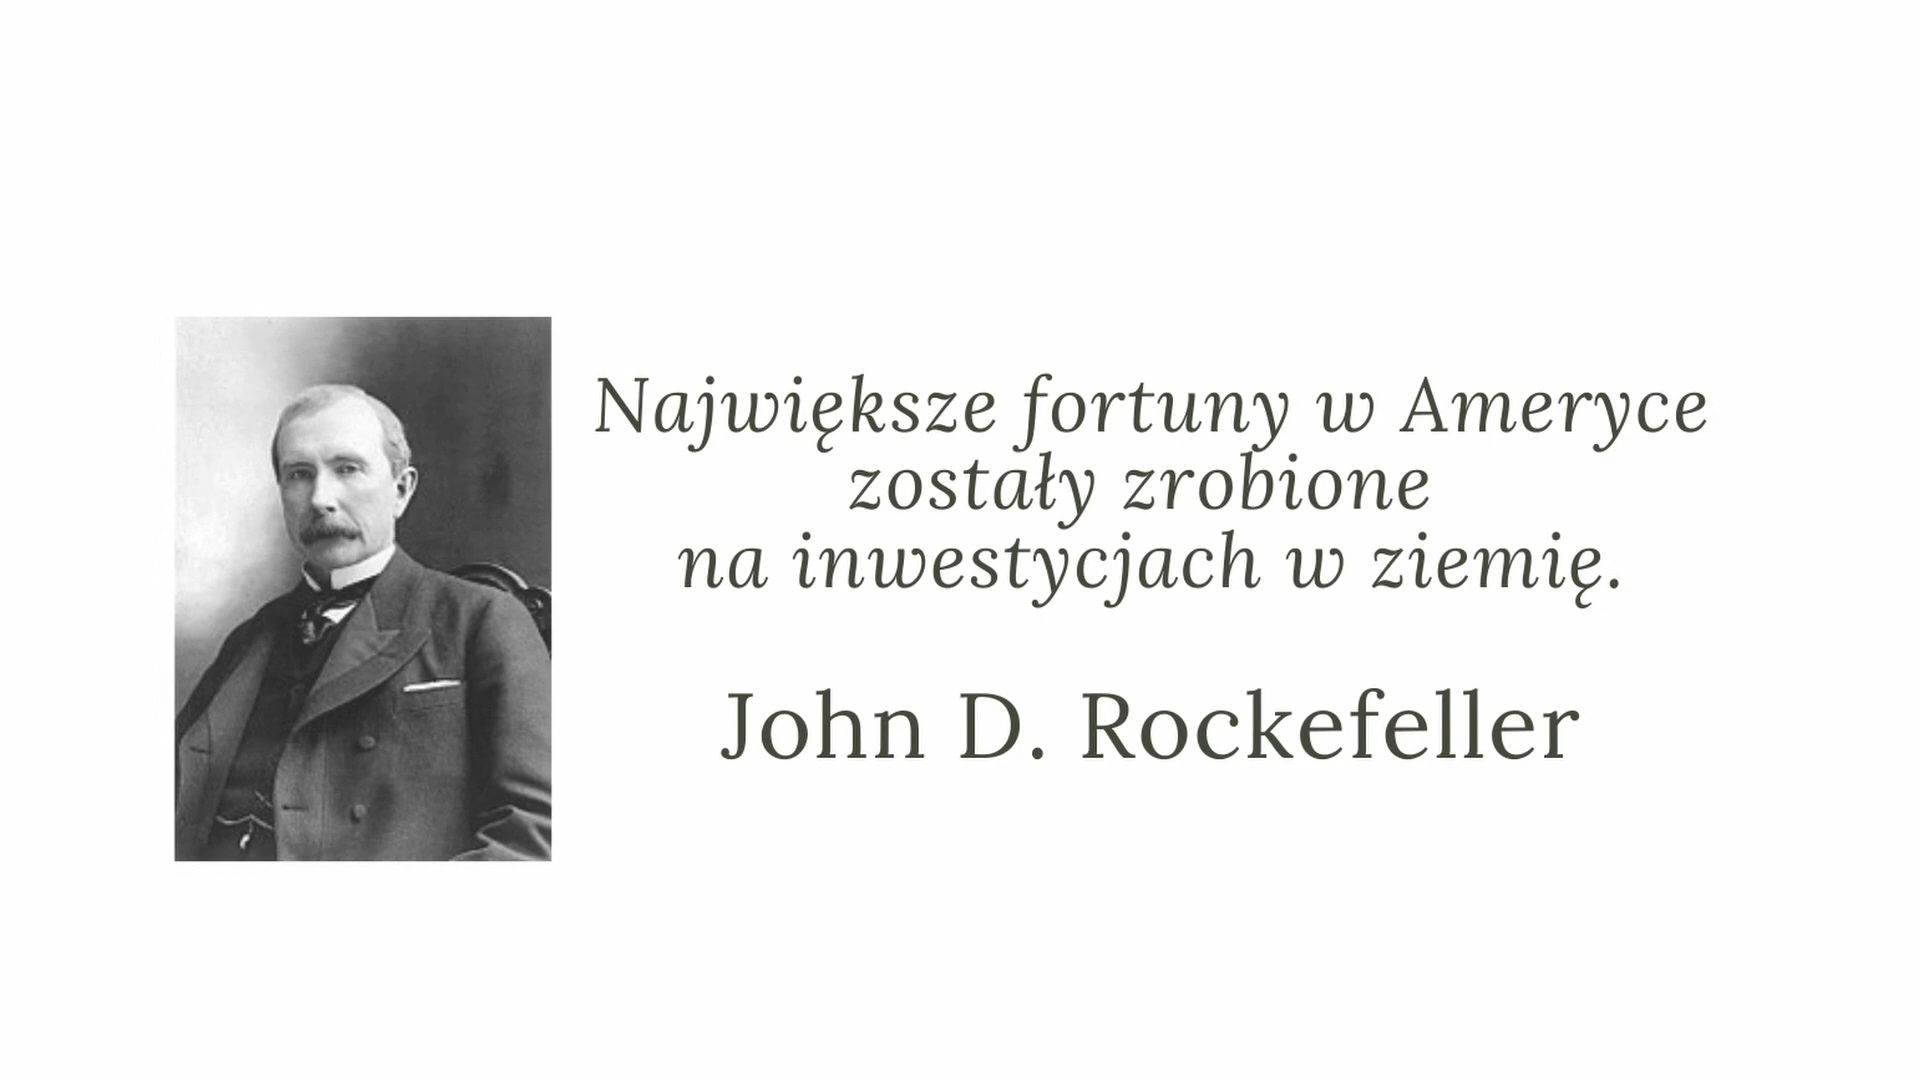 Największe fortuny w Ameryce
zostały zrobione
na inwestycjach w ziemię.
John D. Rockefeller